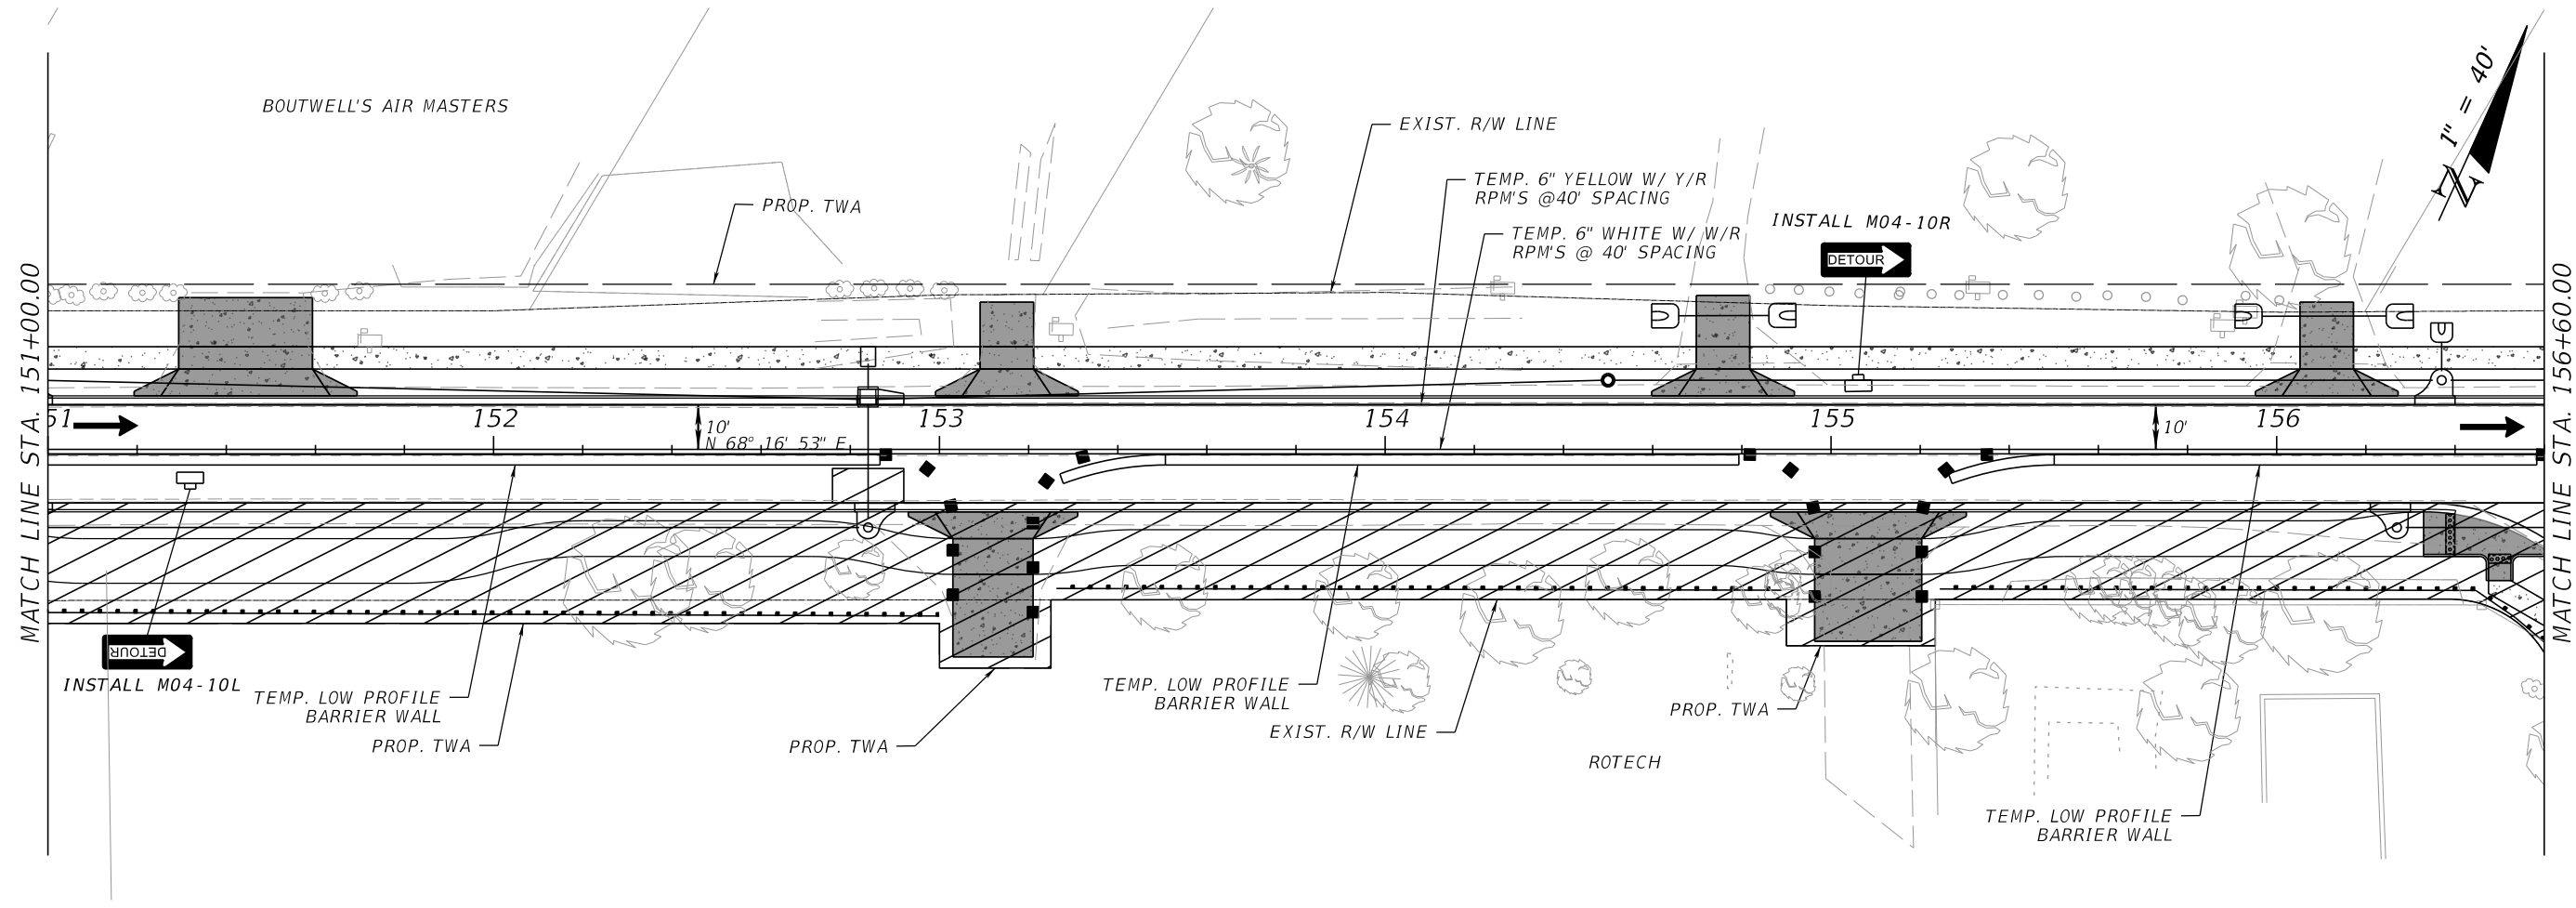 BOUTWELL'S AIR MASTERS
EXIST. R/W LINE
1" = 40'
N
PROP. TWA
TEMP. 6" YELLOW W/ Y/R
RPM'S @40' SPACING
TEMP. 6" WHITE W/ W/R
RPM'S @ 40' SPACING
INSTALL M04-10R
DETOUR
MATCH LINE STA. 151+00.00
MATCH LINE STA. 156+60.00
51
152
153
154
155
156
10'
N 68° 16' 53" E
10'
DETOUR
INSTALL M04-10L
TEMP. LOW PROFILE
BARRIER WALL
PROP. TWA
PROP. TWA
TEMP. LOW PROFILE
BARRIER WALL
EXIST. R/W LINE
PROP. TWA
ROTECH
TEMP. LOW PROFILE
BARRIER WALL